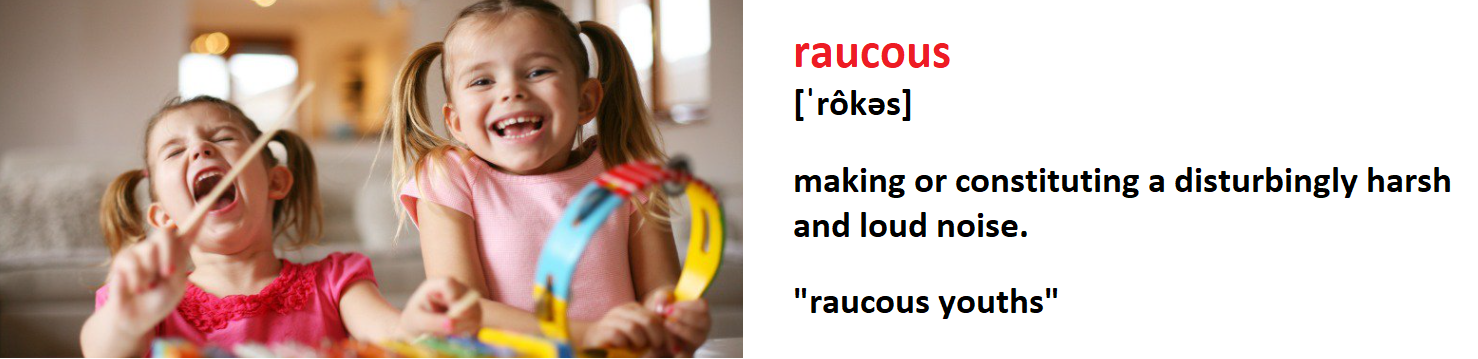 raucous
[ˈrôkəs]
making or constituting a disturbingly harsh
and loud noise.
"raucous youths"